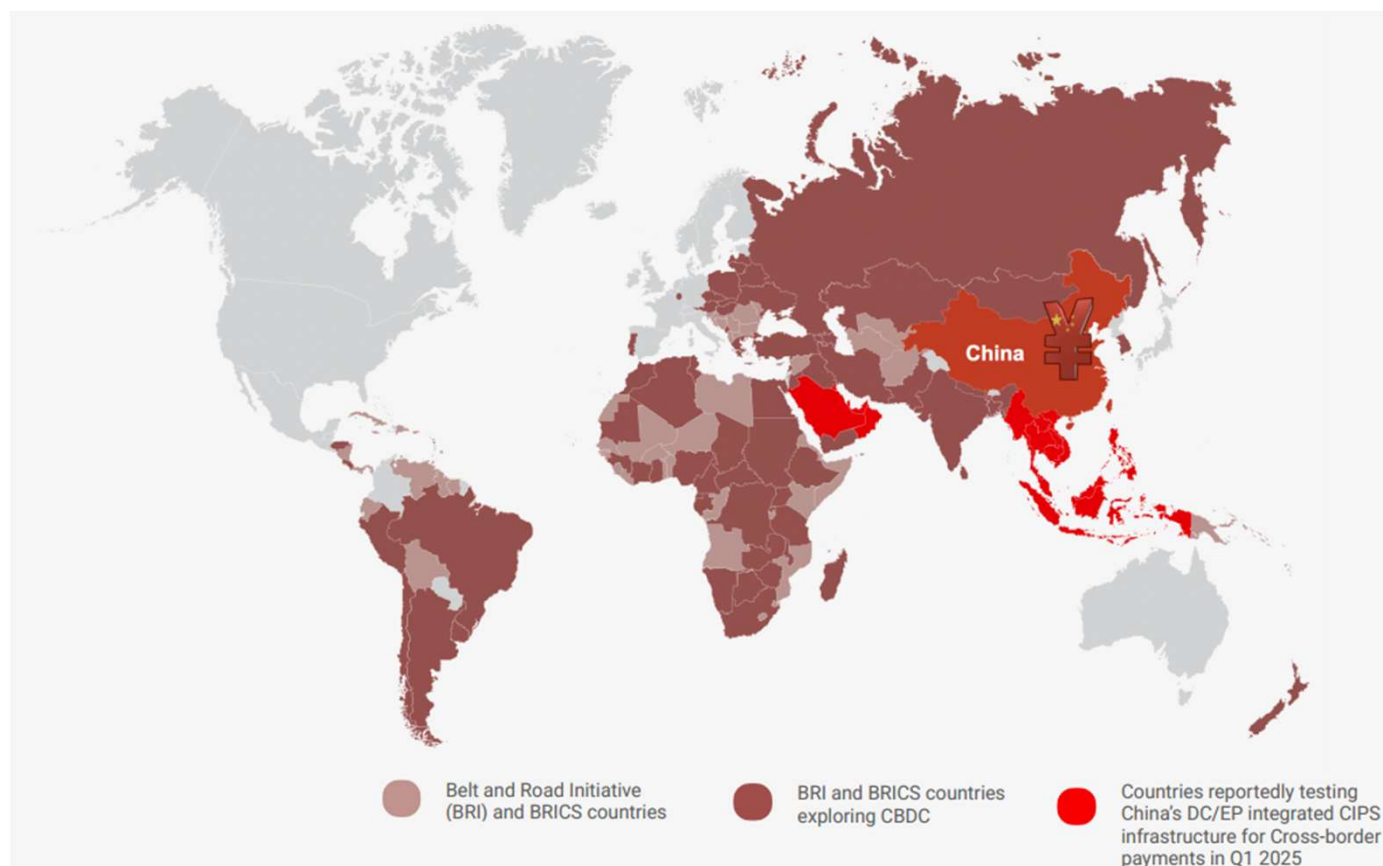 China
¥
Belt and Road Initiative
(BRI) and BRICS countries
BRI and BRICS countries
exploring CBDC
Countries reportedly testing
China's DC/EP integrated CIPS
infrastructure for Cross-border
payments in Q1 2025